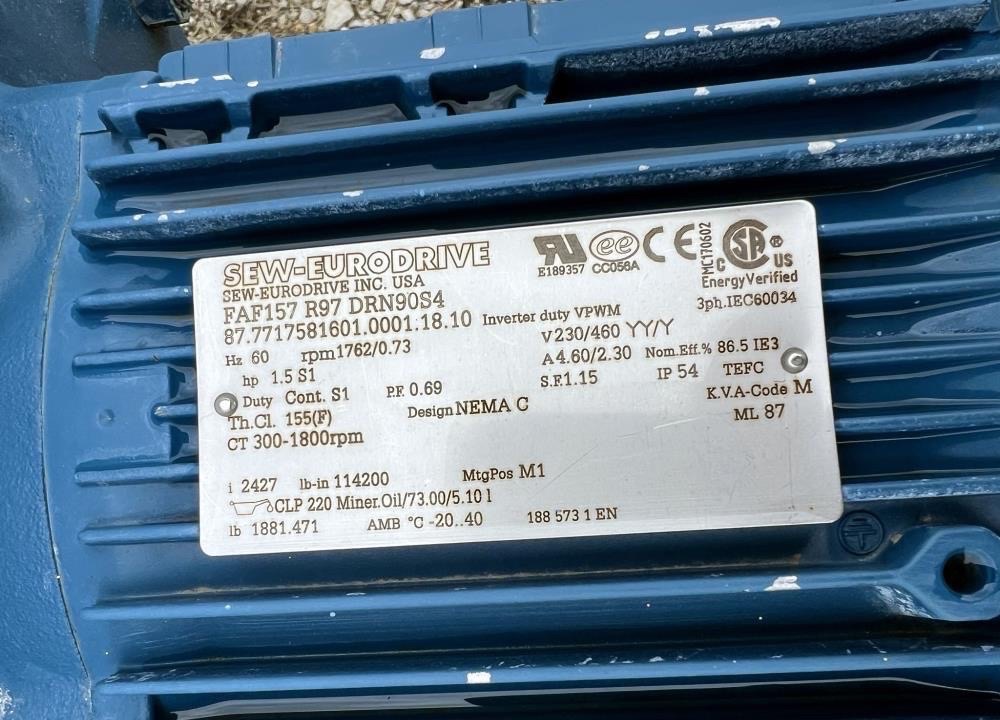 SEW-EURODRIVE
SEW-EURODRIVE INC. USA
FAF157 R97 DRN90S4
87.7717581601.0001.18.10 Inverter duty VPWM
E189357 CC056A
CE
EMC170602
CSA
C US
Energy Verified
3ph.IEC60034
Hz 60 rpm1762/0.73 V230/460 YY/Y
hp 1.5 S1 A4.60/2.30 Nom.Eff.% 86.5 IE3
Duty Cont. S1 P.F. 0.69 S.F.1.15 IP 54 TEFC
Th.Cl. 155(F) Design NEMA C K.V.A-Code M
CT 300-1800rpm ML 87
i 2427 lb-in 114200 MtgPos M1
CLP 220 Miner.Oil/73.00/5.10 l
lb 1881.471 AMB °C -20..40 188 573 1 EN